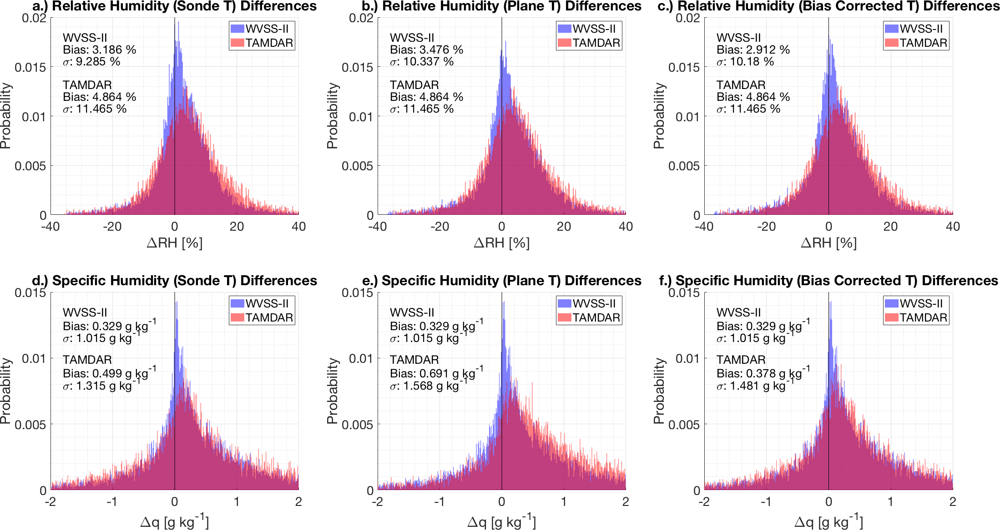 a.) Relative Humidity (Sonde T) Differences
0.02
0.015
0.01
0.005
0
Probability
WVSS-II
Bias: 3.186 %
σ: 9.285 %
TAMDAR
Bias: 4.864 %
σ: 11.465 %
WVSS-II
TAMDAR
-40 -20 0 20 40
ΔRH [%]
b.) Relative Humidity (Plane T) Differences
0.02
0.015
0.01
0.005
0
Probability
WVSS-II
Bias: 3.476 %
σ: 10.337 %
TAMDAR
Bias: 4.864 %
σ: 11.465 %
WVSS-II
TAMDAR
-40 -20 0 20 40
ΔRH [%]
c.) Relative Humidity (Bias Corrected T) Differences
0.02
0.015
0.01
0.005
0
Probability
WVSS-II
Bias: 2.912 %
σ: 10.18 %
TAMDAR
Bias: 4.864 %
σ: 11.465 %
WVSS-II
TAMDAR
-40 -20 0 20 40
ΔRH [%]
d.) Specific Humidity (Sonde T) Differences
0.015
0.01
0.005
0
Probability
WVSS-II
Bias: 0.329 g kg⁻¹
σ: 1.015 g kg⁻¹
TAMDAR
Bias: 0.499 g kg⁻¹
σ: 1.315 g kg⁻¹
WVSS-II
TAMDAR
-2 -1 0 1 2
Δq [g kg⁻¹]
e.) Specific Humidity (Plane T) Differences
0.015
0.01
0.005
0
Probability
WVSS-II
Bias: 0.329 g kg⁻¹
σ: 1.015 g kg⁻¹
TAMDAR
Bias: 0.691 g kg⁻¹
σ: 1.568 g kg⁻¹
WVSS-II
TAMDAR
-2 -1 0 1 2
Δq [g kg⁻¹]
f.) Specific Humidity (Bias Corrected T) Differences
0.015
0.01
0.005
0
Probability
WVSS-II
Bias: 0.329 g kg⁻¹
σ: 1.015 g kg⁻¹
TAMDAR
Bias: 0.378 g kg⁻¹
σ: 1.481 g kg⁻¹
WVSS-II
TAMDAR
-2 -1 0 1 2
Δq [g kg⁻¹]